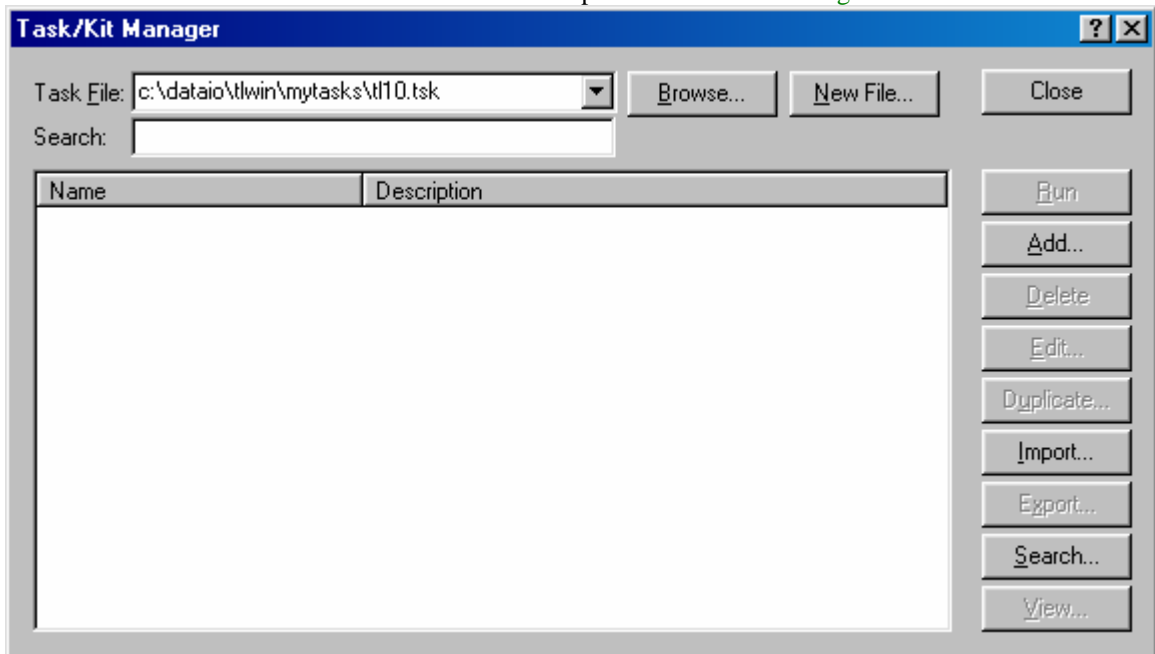 Task/Kit Manager
Task File: c:\dataio\tlwin\mytasks\tl10.tsk Browse... New File... Close
Search:
Name Description
Run
Add...
Delete
Edit...
Duplicate...
Import...
Export...
Search...
View...